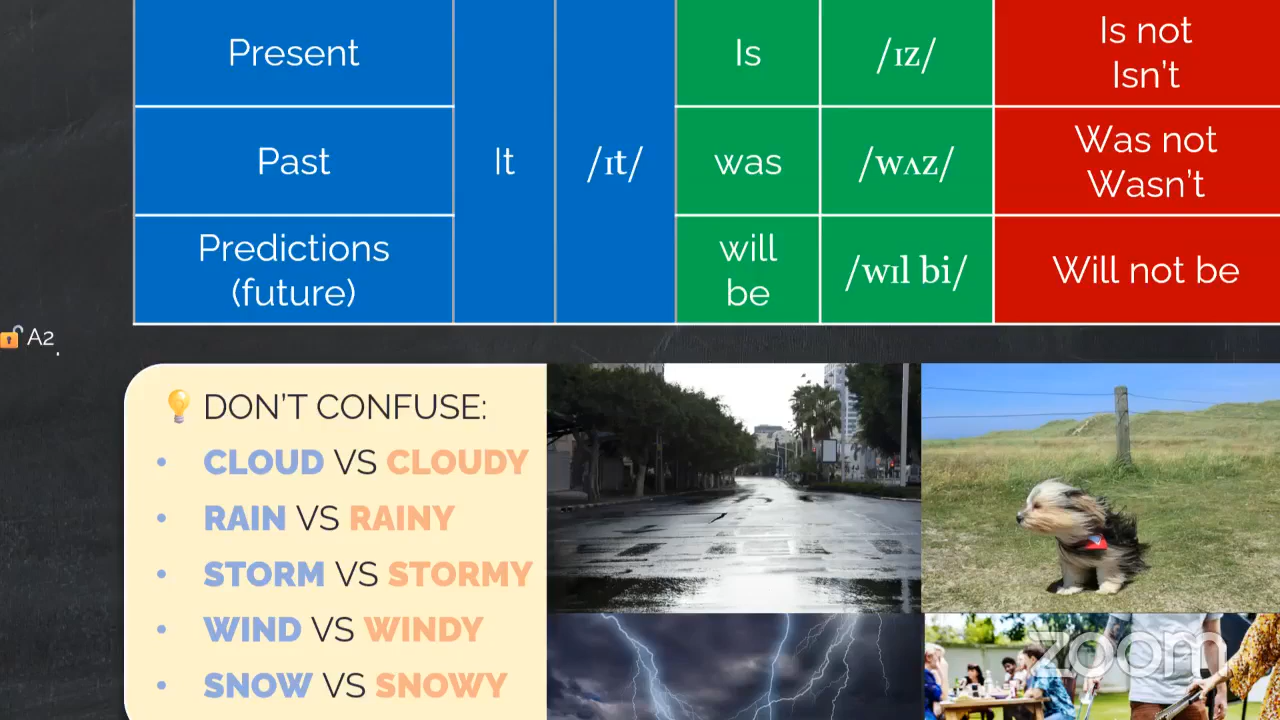 Present
It
/ɪt/
Is
/ɪz/
Is not
Isn't
Past
was
/wʌz/
Was not
Wasn't
Predictions
(future)
will
be
/wɪl bi/
Will not be
A2
.
DON'T CONFUSE:
• CLOUD VS CLOUDY
• RAIN VS RAINY
• STORM VS STORMY
• WIND VS WINDY
• SNOW VS SNOWY
zoom